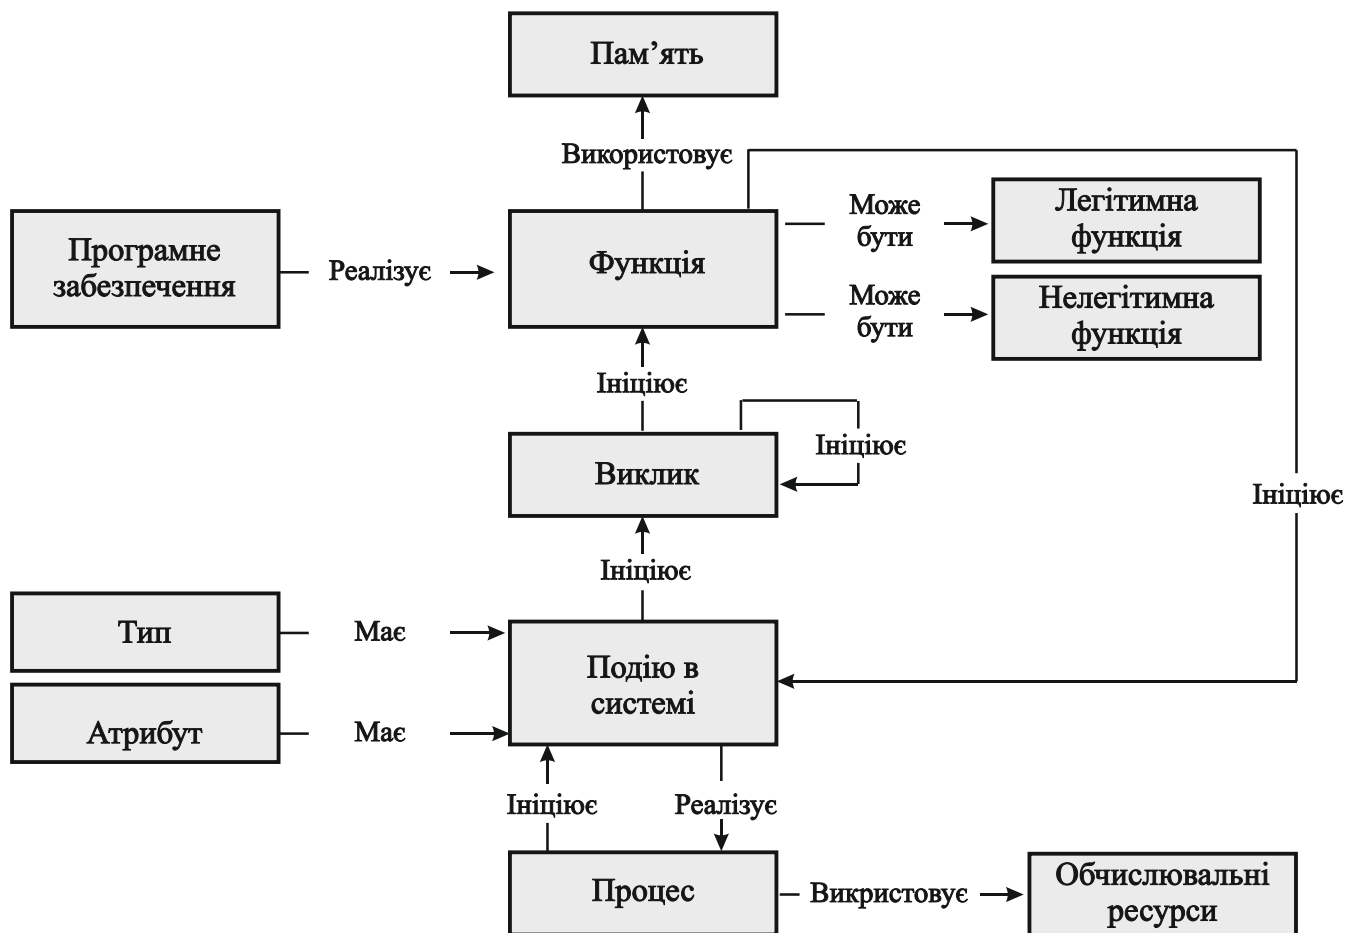 Пам’ять
Використовує
Програмне
забезпечення
Реалізує
Функція
Може
бути
Легітимна
функція
Може
бути
Нелегітимна
функція
Ініціює
Виклик
Ініціює
Ініціює
Ініціює
Тип
Має
Подію в
системі
Атрибут
Має
Ініціює
Реалізує
Процес
Викристовує
Обчислювальні
ресурси